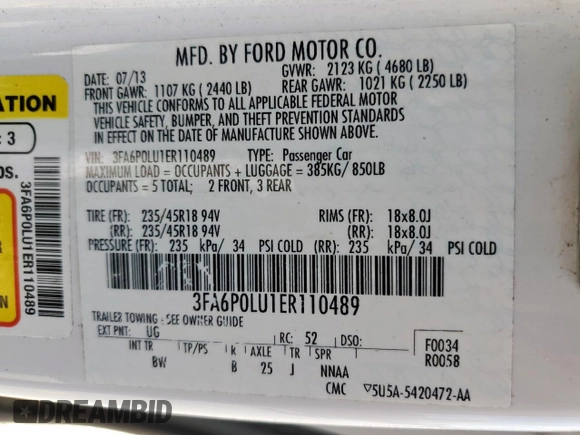 MFD. BY FORD MOTOR CO.
DATE: 07/13
GVWR: 2123 KG ( 4680 LB)
FRONT GAWR: 1107 KG ( 2440 LB)
REAR GAWR: 1021 KG ( 2250 LB)
THIS VEHICLE CONFORMS TO ALL APPLICABLE FEDERAL MOTOR
VEHICLE SAFETY, BUMPER, AND THEFT PREVENTION STANDARDS
IN EFFECT ON THE DATE OF MANUFACTURE SHOWN ABOVE.
VIN: 3FA6P0LU1ER110489 TYPE: Passenger Car
MAXIMUM LOAD = OCCUPANTS + LUGGAGE = 385KG/ 850LB
OCCUPANTS = 5 TOTAL; 2 FRONT, 3 REAR
TIRE (FR): 235/45R18 94V RIMS (FR): 18x8.0J
(RR): 235/45R18 94V (RR): 18x8.0J
PRESSURE (FR): 235 kPa/ 34 PSI COLD (RR): 235 kPa/ 34 PSI COLD
3FA6P0LU1ER110489
TRAILER TOWING - SEE OWNER GUIDE
EXT PNT: UG RC: 52 DSO:
F0034
R0058
INT TR TP/PS R AXLE TR SPR
BW B 25 J NNAA
CMC ▽5U5A-5420472-AA
ATION
: 3
OS.
R
N
3FA6P0LU1ER110489
DREAMBID